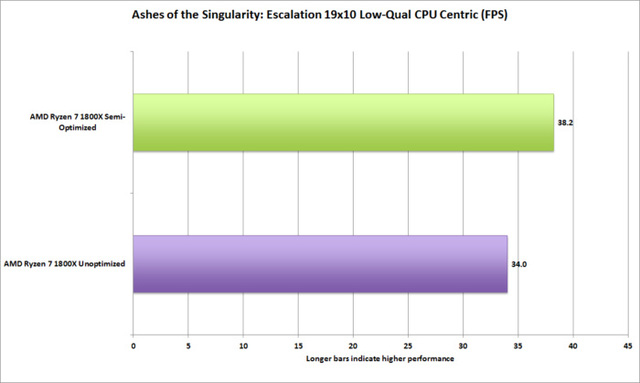 Ashes of the Singularity: Escalation 19x10 Low-Qual CPU Centric (FPS)
AMD Ryzen 7 1800X Semi-
Optimized
38.2
AMD Ryzen 7 1800X Unoptimized
34.0
0 5 10 15 20 25 30 35 40 45
Longer bars indicate higher performance